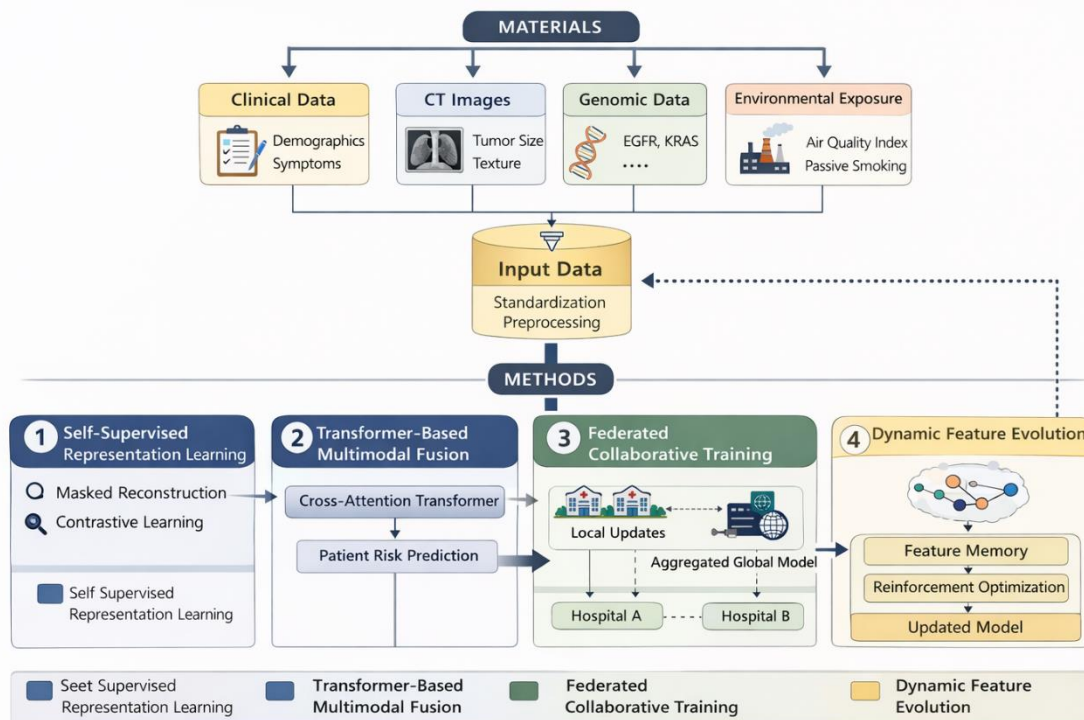 MATERIALS
Clinical Data
Demographics
Symptoms
CT Images
Tumor Size
Texture
Genomic Data
EGFR, KRAS
....
Environmental Exposure
Air Quality Index
Passive Smoking
Input Data
Standardization
Preprocessing
METHODS
1
Self-Supervised
Representation Learning
Masked Reconstruction
Contrastive Learning
Self Supervised
Representation Learning
2
Transformer-Based
Multimodal Fusion
Cross-Attention Transformer
Patient Risk Prediction
3
Federated
Collaborative Training
Local Updates
Aggregated Global Model
Hospital A
Hospital B
4
Dynamic Feature Evolution
Feature Memory
Reinforcement Optimization
Updated Model
Seet Supervised
Representation Learning
Transformer-Based
Multimodal Fusion
Federated
Collaborative Training
Dynamic Feature
Evolution